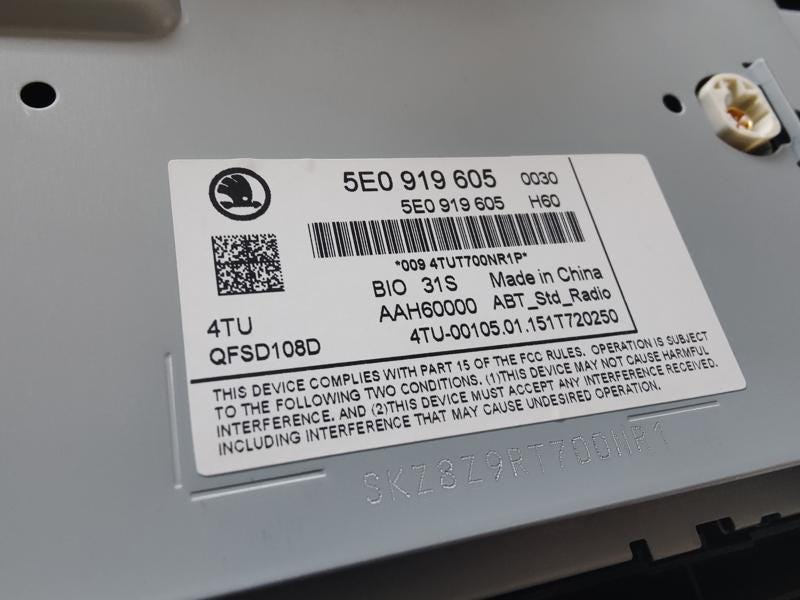 5E0 919 605 0030
5E0 919 605 H60
*009 4TUT700NR1P*
BIO 31S Made in China
AAH60000 ABT_Std_Radio
4TU
4TU-00105.01.151T720250
QFSD108D
THIS DEVICE COMPLIES WITH PART 15 OF THE FCC RULES. OPERATION IS SUBJECT
TO THE FOLLOWING TWO CONDITIONS. (1)THIS DEVICE MAY NOT CAUSE HARMFUL
INTERFERENCE. AND (2)THIS DEVICE MUST ACCEPT ANY INTERFERENCE RECEIVED.
INCLUDING INTERFERENCE THAT MAY CAUSE UNDESIRED OPERATION.
SKZ8Z9RT700NR1